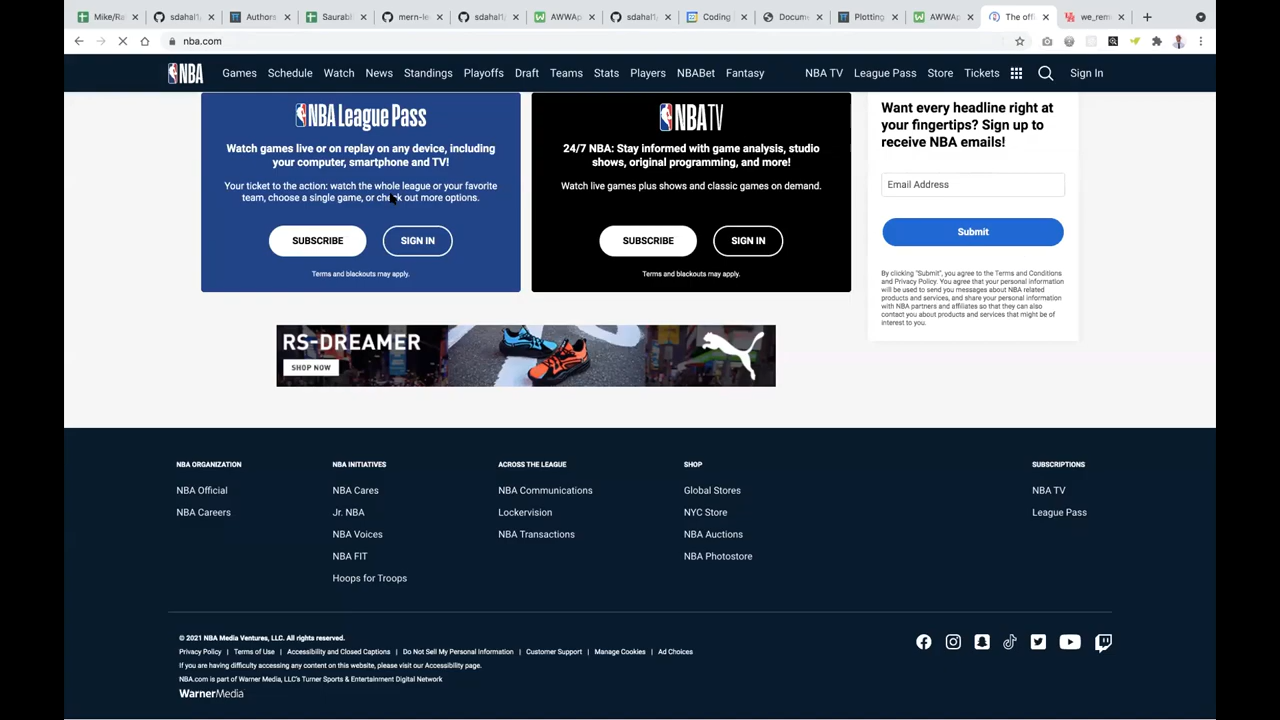 Mike/Ra
sdahal1
Authors
Saurabh
mern-le
sdahal1
AWWAp
sdahal1
Coding
Docume
Plotting
AWWAp
The offi
we_rem
nba.com
NBA
Games
Schedule
Watch
News
Standings
Playoffs
Draft
Teams
Stats
Players
NBABet
Fantasy
NBA TV
League Pass
Store
Tickets
Sign In
NBA League Pass
Watch games live or on replay on any device, including
your computer, smartphone and TV!
Your ticket to the action: watch the whole league or your favorite
team, choose a single game, or check out more options.
SUBSCRIBE
SIGN IN
Terms and blackouts may apply.
NBA TV
24/7 NBA: Stay informed with game analysis, studio
shows, original programming, and more!
Watch live games plus shows and classic games on demand.
SUBSCRIBE
SIGN IN
Terms and blackouts may apply.
Want every headline right at
your fingertips? Sign up to
receive NBA emails!
Email Address
Submit
By clicking "Submit", you agree to the Terms and Conditions
and Privacy Policy. You agree that your personal information
will be used to send you messages about NBA related
products and services, and share your personal information
with NBA partners and affiliates so that they can also
contact you about products and services that might be of
interest to you.
RS-DREAMER
SHOP NOW
PUMA
NBA ORGANIZATION
NBA Official
NBA Careers
NBA INITIATIVES
NBA Cares
Jr. NBA
NBA Voices
NBA FIT
Hoops for Troops
ACROSS THE LEAGUE
NBA Communications
Lockervision
NBA Transactions
SHOP
Global Stores
NYC Store
NBA Auctions
NBA Photostore
SUBSCRIPTIONS
NBA TV
League Pass
© 2021 NBA Media Ventures, LLC. All rights reserved.
Privacy Policy | Terms of Use | Accessibility and Closed Captions | Do Not Sell My Personal Information | Customer Support | Manage Cookies | Ad Choices
If you are having difficulty accessing any content on this website, please visit our Accessibility page.
NBA.com is part of Warner Media, LLC's Turner Sports & Entertainment Digital Network
WarnerMedia